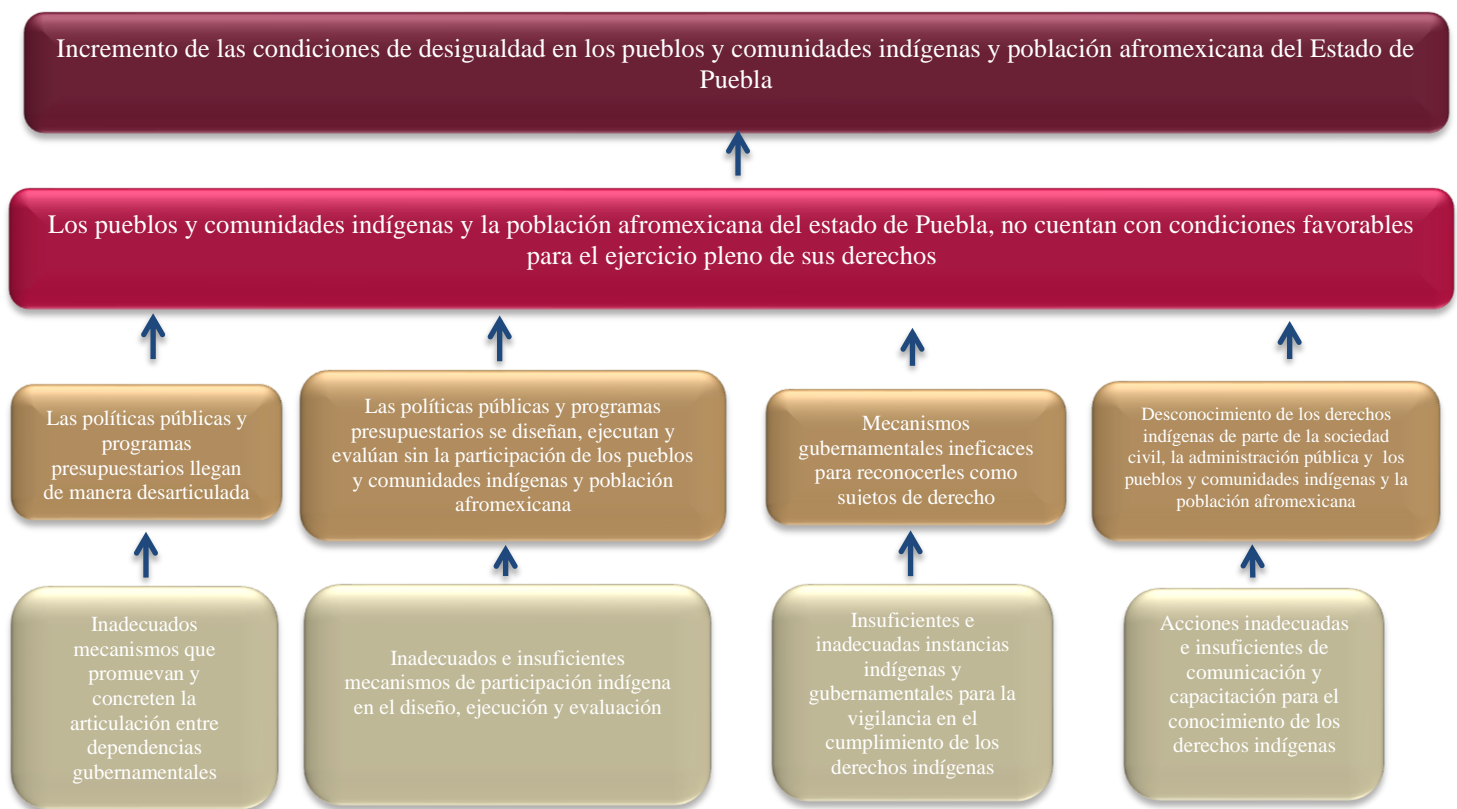 Incremento de las condiciones de desigualdad en los pueblos y comunidades indígenas y población afromexicana del Estado de
Puebla
Los pueblos y comunidades indígenas y la población afromexicana del estado de Puebla, no cuentan con condiciones favorables
para el ejercicio pleno de sus derechos
Las políticas públicas y
programas
presupuestarios llegan
de manera desarticulada
Las políticas públicas y programas
presupuestarios se diseñan, ejecutan y
evalúan sin la participación de los pueblos
y comunidades indígenas y población
afromexicana
Mecanismos
gubernamentales ineficaces
para reconocerles como
sujetos de derecho
Desconocimiento de los derechos
indígenas de parte de la sociedad
civil, la administración pública y los
pueblos y comunidades indígenas y la
población afromexicana
Inadecuados
mecanismos que
promuevan y
concreten la
articulación entre
dependencias
gubernamentales
Inadecuados e insuficientes
mecanismos de participación indígena
en el diseño, ejecución y evaluación
Insuficientes e
inadecuadas instancias
indígenas y
gubernamentales para la
vigilancia en el
cumplimiento de los
derechos indígenas
Acciones inadecuadas
e insuficientes de
comunicación y
capacitación para el
conocimiento de los
derechos indígenas